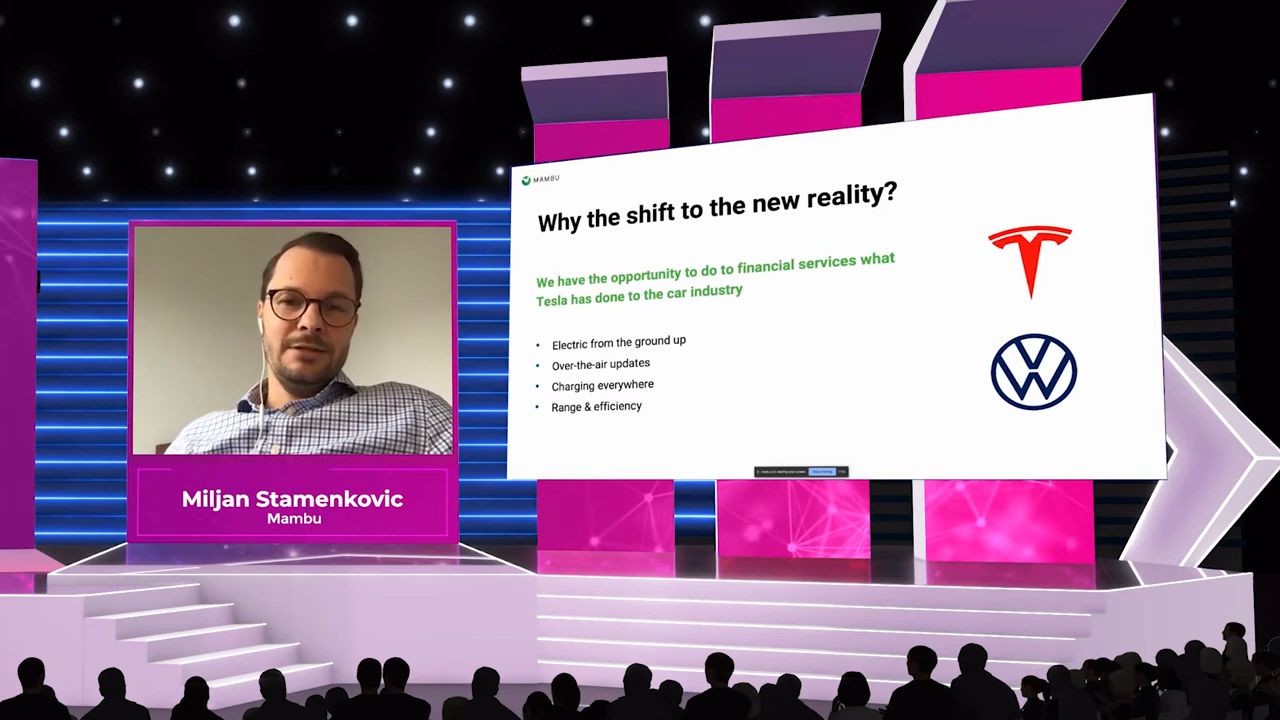 MAMBU
Why the shift to the new reality?
We have the opportunity to do to financial services what
Tesla has done to the car industry
• Electric from the ground up
• Over-the-air updates
• Charging everywhere
• Range & efficiency
Miljan Stamenkovic
Mambu